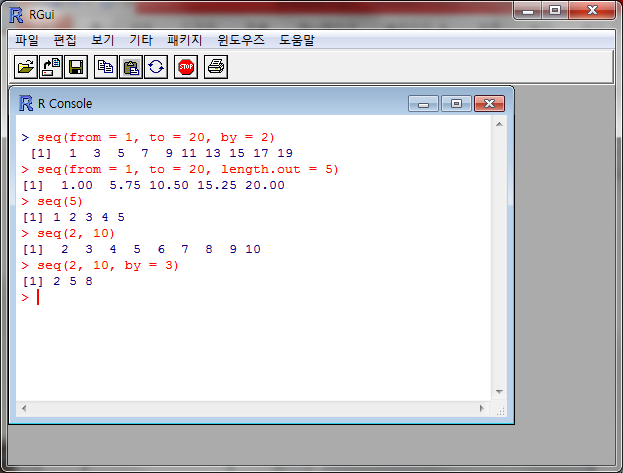 RGui
파일 편집 보기 기타 패키지 윈도우즈 도움말
STOP
R Console
> seq(from = 1, to = 20, by = 2)
 [1]  1  3  5  7  9 11 13 15 17 19
> seq(from = 1, to = 20, length.out = 5)
[1]  1.00  5.75 10.50 15.25 20.00
> seq(5)
[1] 1 2 3 4 5
> seq(2, 10)
[1]  2  3  4  5  6  7  8  9 10
> seq(2, 10, by = 3)
[1] 2 5 8
>